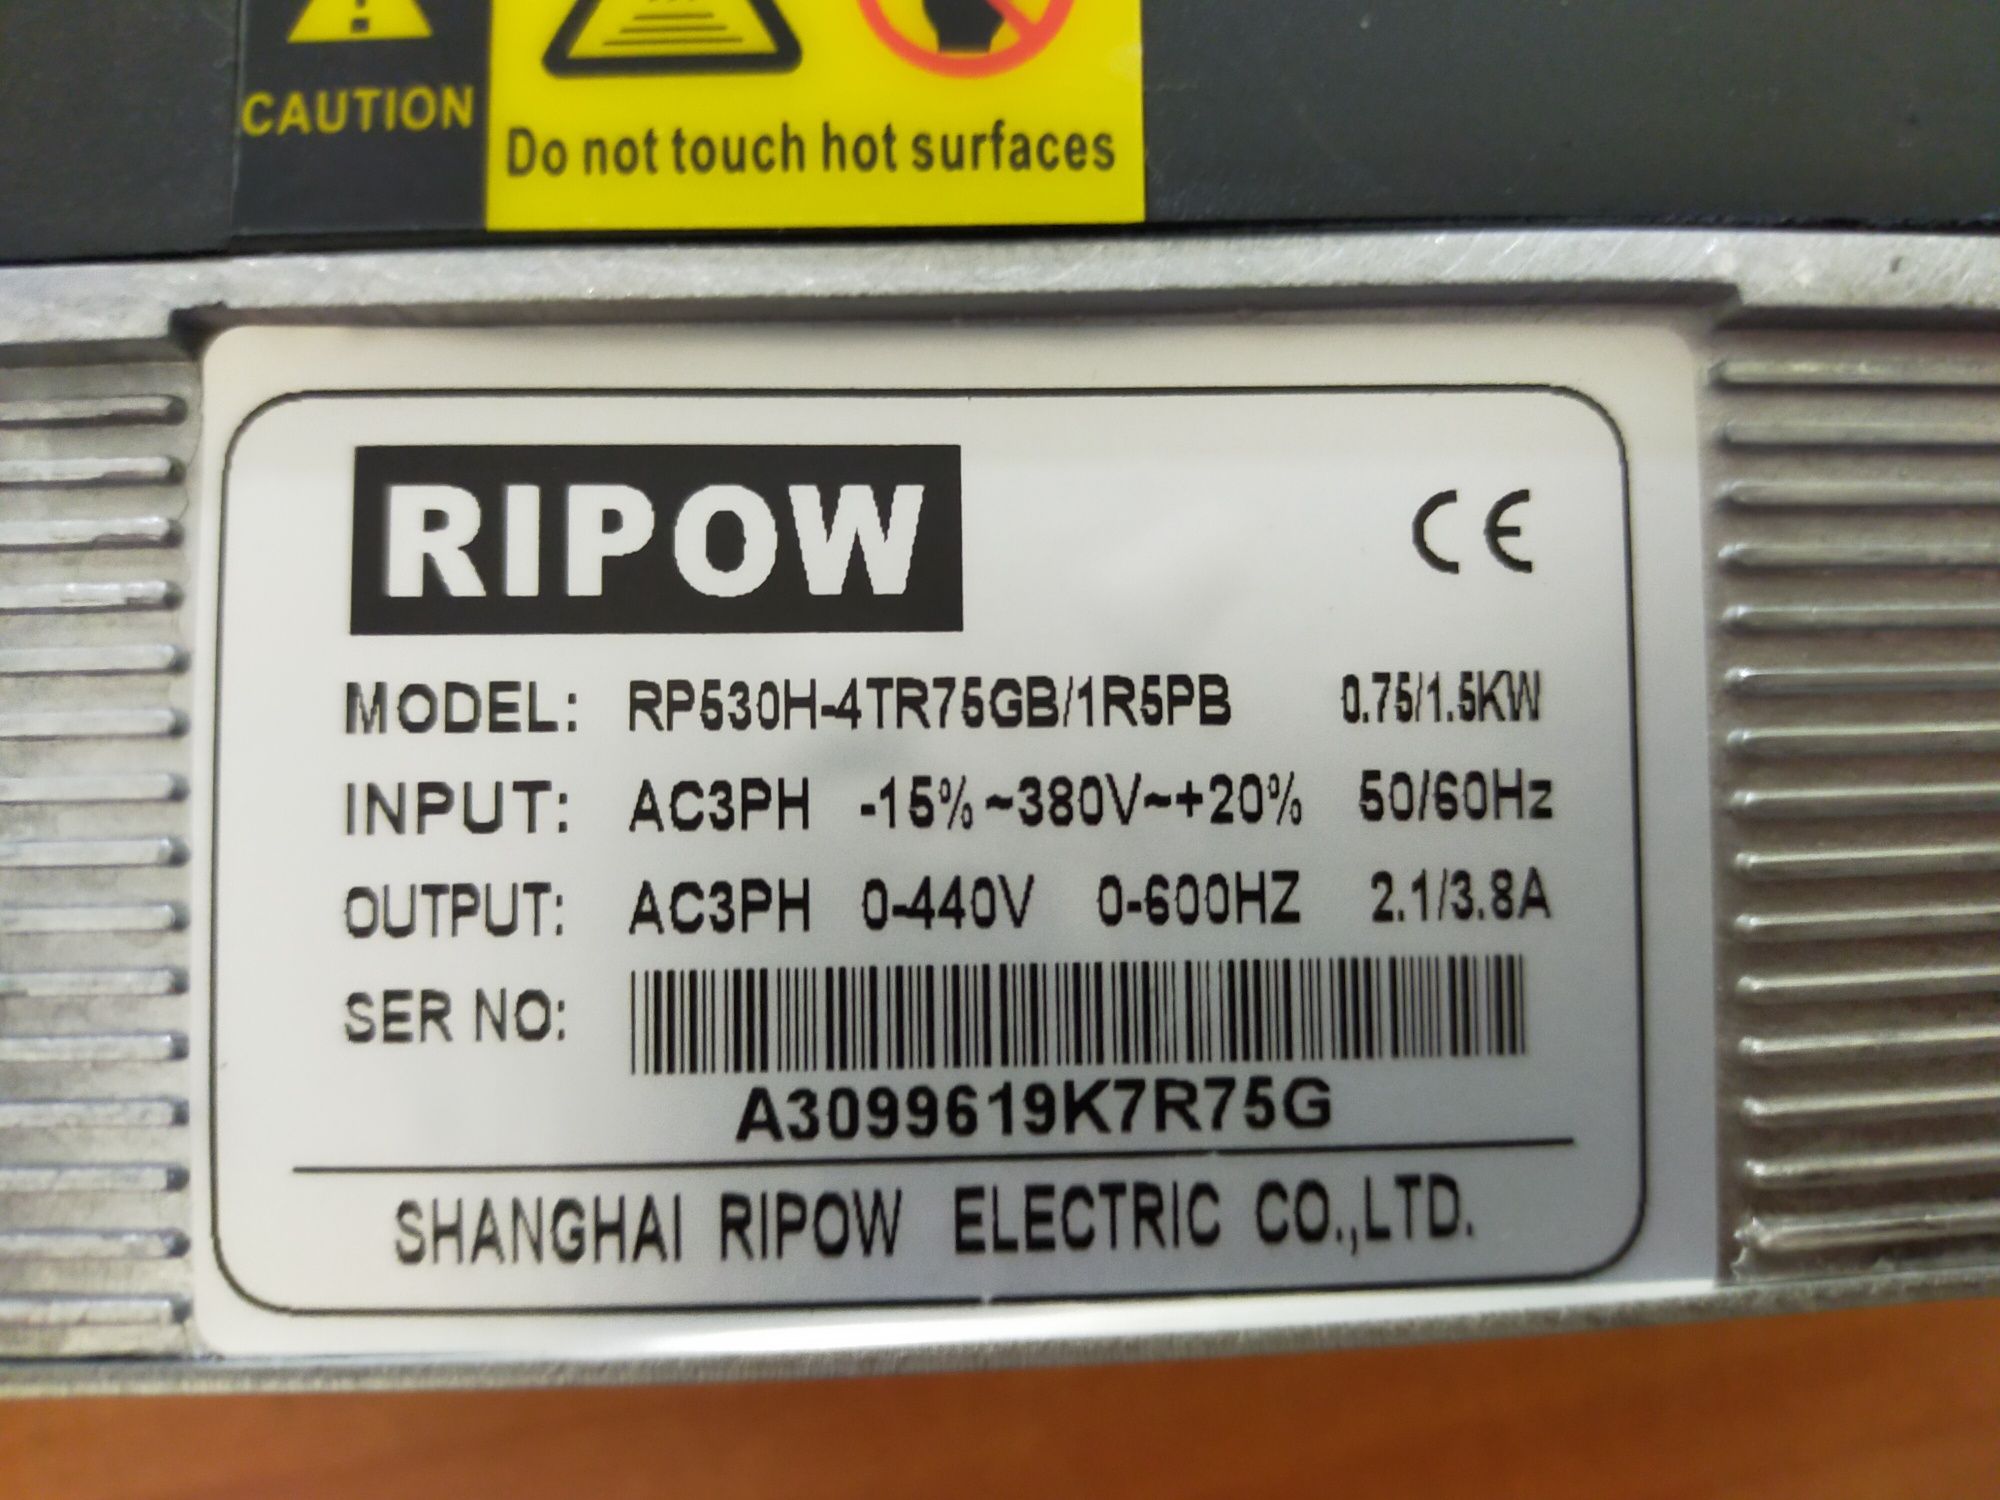 CAUTION
Do not touch hot surfaces
RIPOW CE
MODEL: RP530H-4TR75GB/1R5PB 0.75/1.5KW
INPUT: AC3PH -15%~380V~+20% 50/60Hz
OUTPUT: AC3PH 0-440V 0-600HZ 2.1/3.8A
SER NO:
A3099619K7R75G
SHANGHAI RIPOW ELECTRIC CO.,LTD.